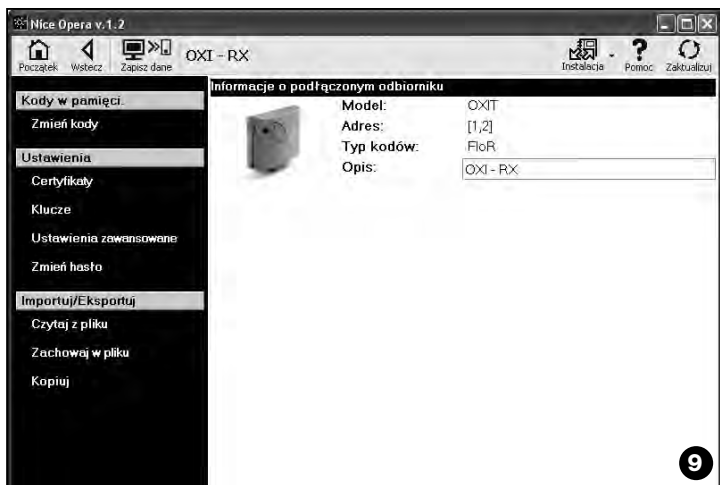 Nice Opera v.1.2
Początek Wstecz Zapisz dane OXI - RX Instalacja Pomoc Zaktualizuj
Kody w pamięci.
Zmień kody
Ustawienia
Certyfikaty
Klucze
Ustawienia zawansowane
Zmień hasło
Importuj/Eksportuj
Czytaj z pliku
Zachowaj w pliku
Kopiuj
Informacje o podłączonym odbiorniku
Model: OXIT
Adres: [1,2]
Typ kodów: FloR
Opis: OXI - RX
9